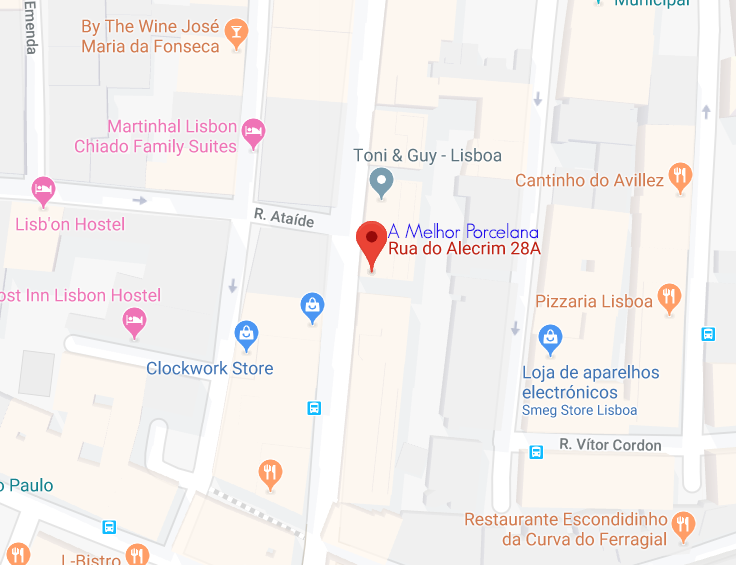 Municipal
Emenda
By The Wine José
Maria da Fonseca
Martinhal Lisbon
Chiado Family Suites
Toni & Guy - Lisboa
Cantinho do Avillez
Lisb'on Hostel
R. Ataíde
A Melhor Porcelana
Rua do Alecrim 28A
ost Inn Lisbon Hostel
Pizzaria Lisboa
Clockwork Store
Loja de aparelhos
electrónicos
Smeg Store Lisboa
R. Vítor Cordon
o Paulo
Restaurante Escondidinho
da Curva do Ferragial
L-Bistro